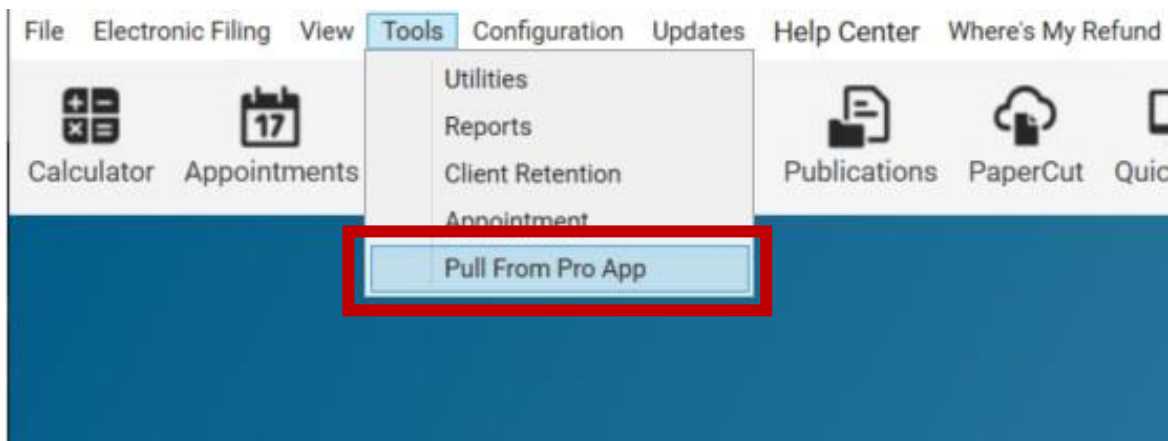 File Electronic Filing View Tools Configuration Updates Help Center Where's My Refund
Utilities
Reports
Client Retention
Appointment
Pull From Pro App
17
Calculator Appointments Publications PaperCut